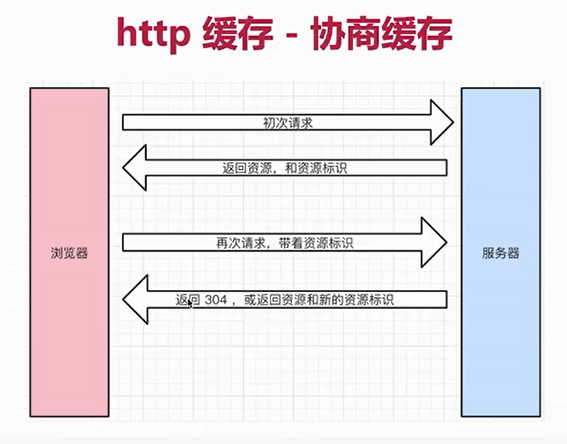 http 缓存 - 协商缓存
初次请求
返回资源，和资源标识
浏览器
再次请求，带着资源标识
服务器
返回 304 ，或返回资源和新的资源标识